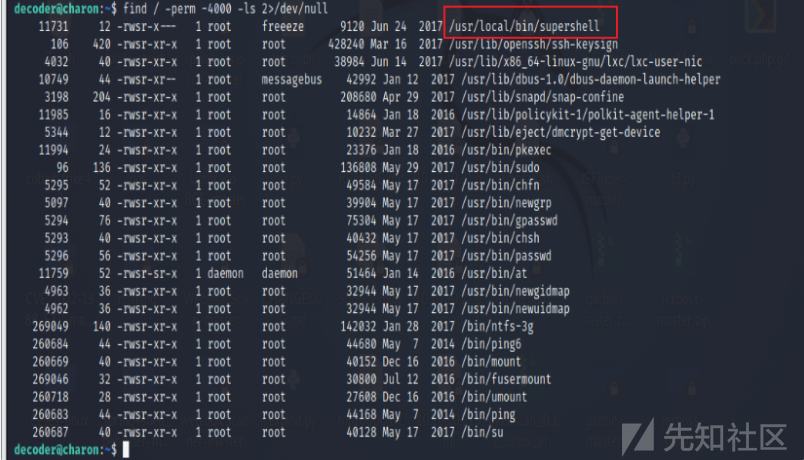 decoder@charon:~$ find / -perm -4000 -ls 2>/dev/null
11731 12 -rwsr-x--- 1 root freeeze 9120 Jun 24 2017 /usr/local/bin/supershell
106 420 -rwsr-xr-x 1 root root 428240 Mar 16 2017 /usr/lib/openssh/ssh-keysign
4032 40 -rwsr-xr-x 1 root root 38984 Jun 14 2017 /usr/lib/x86_64-linux-gnu/lxc/lxc-user-nic
10749 44 -rwsr-xr-- 1 root messagebus 42992 Jan 12 2017 /usr/lib/dbus-1.0/dbus-daemon-launch-helper
3198 204 -rwsr-xr-x 1 root root 208680 Apr 29 2017 /usr/lib/snapd/snap-confine
11985 16 -rwsr-xr-x 1 root root 14864 Jan 18 2016 /usr/lib/policykit-1/polkit-agent-helper-1
5344 12 -rwsr-xr-x 1 root root 10232 Mar 27 2017 /usr/lib/eject/dmcrypt-get-device
11994 24 -rwsr-xr-x 1 root root 23376 Jan 18 2016 /usr/bin/pkexec
96 136 -rwsr-xr-x 1 root root 136808 May 29 2017 /usr/bin/sudo
5295 52 -rwsr-xr-x 1 root root 49584 May 17 2017 /usr/bin/chfn
5097 40 -rwsr-xr-x 1 root root 39904 May 17 2017 /usr/bin/newgrp
5294 76 -rwsr-xr-x 1 root root 75304 May 17 2017 /usr/bin/gpasswd
5293 40 -rwsr-xr-x 1 root root 40432 May 17 2017 /usr/bin/chsh
5296 56 -rwsr-xr-x 1 root root 54256 May 17 2017 /usr/bin/passwd
11759 52 -rwsr-sr-x 1 daemon daemon 51464 Jan 14 2016 /usr/bin/at
4963 36 -rwsr-xr-x 1 root root 32944 May 17 2017 /usr/bin/newgidmap
4962 36 -rwsr-xr-x 1 root root 32944 May 17 2017 /usr/bin/newuidmap
269049 140 -rwsr-xr-x 1 root root 142032 Jan 28 2017 /bin/ntfs-3g
260684 44 -rwsr-xr-x 1 root root 44680 May 7 2014 /bin/ping6
260669 40 -rwsr-xr-x 1 root root 40152 Dec 16 2016 /bin/mount
269046 32 -rwsr-xr-x 1 root root 30800 Jul 12 2016 /bin/fusermount
260718 28 -rwsr-xr-x 1 root root 27608 Dec 16 2016 /bin/umount
260683 44 -rwsr-xr-x 1 root root 44168 May 7 2014 /bin/ping
260687 40 -rwsr-xr-x 1 root root 40128 May 17 2017 /bin/su
decoder@charon:~$
先知社区